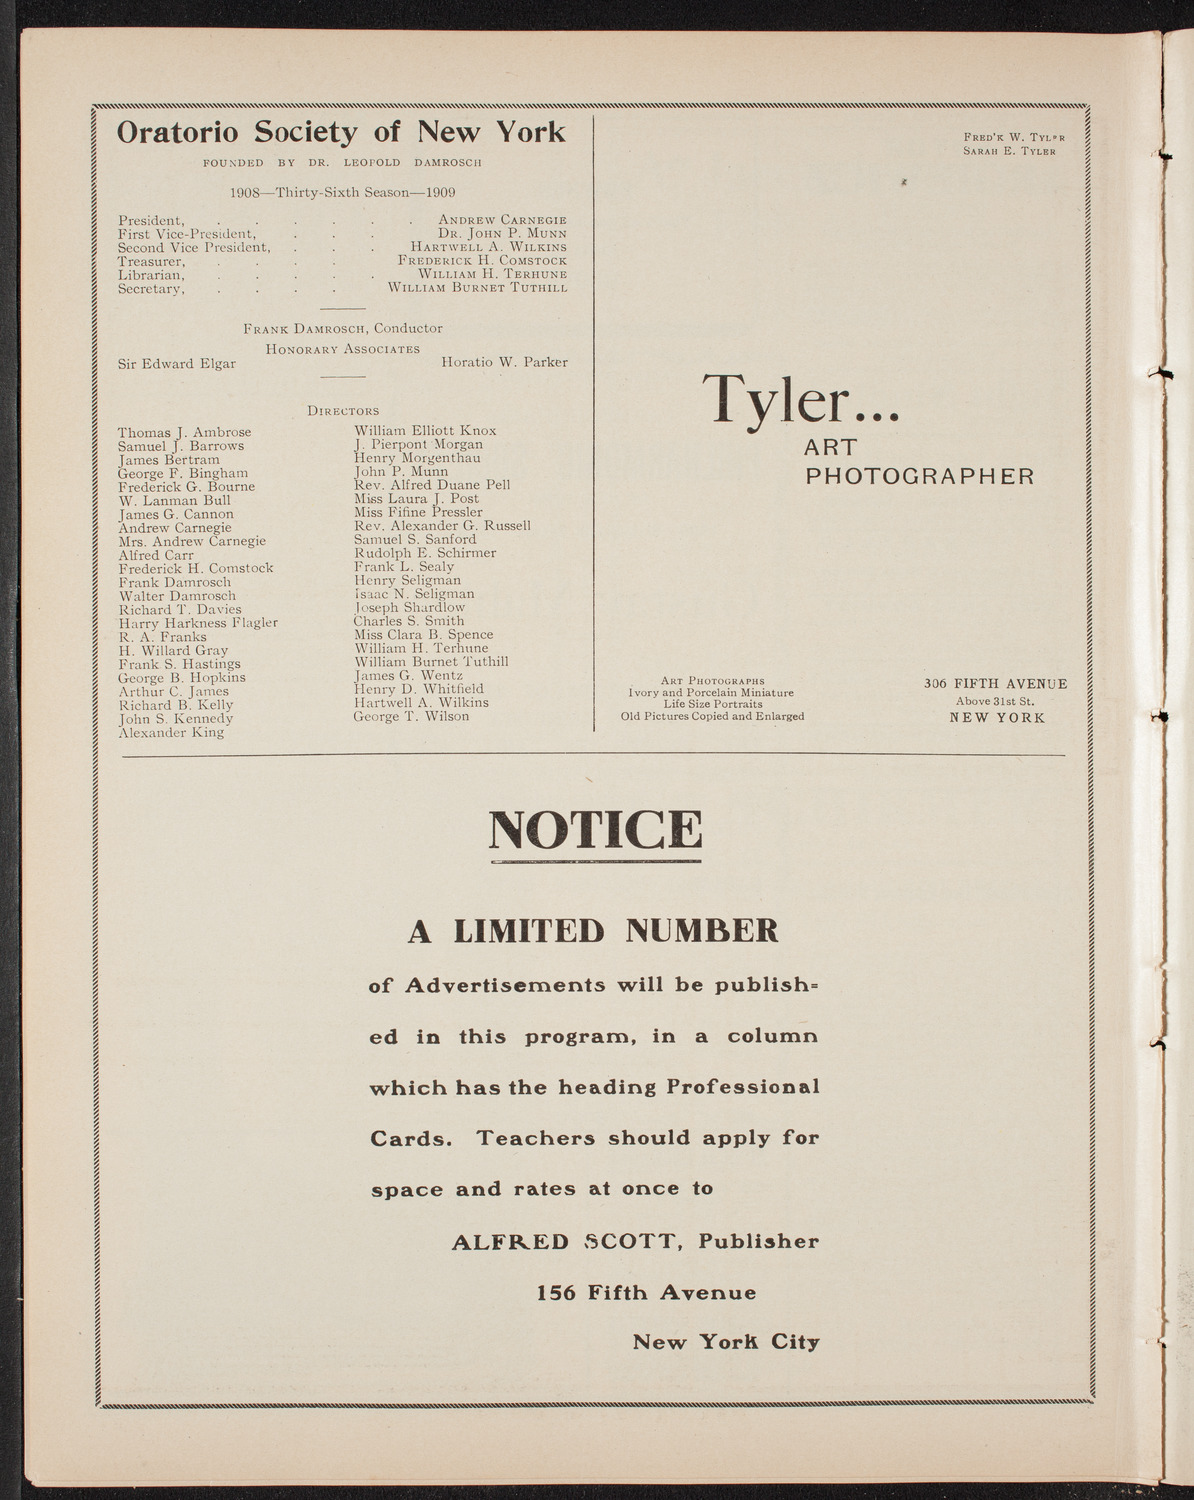 Oratorio Society of New York
FOUNDED BY DR. LEOPOLD DAMROSCH
1908—Thirty-Sixth Season—1909
President, . . . . . . ANDREW CARNEGIE
First Vice-President, . . . DR. JOHN P. MUNN
Second Vice President, . . . HARTWELL A. WILKINS
Treasurer, . . . . FREDERICK H. COMSTOCK
Librarian, . . . . . WILLIAM H. TERHUNE
Secretary, . . . . WILLIAM BURNET TUTHILL
FRANK DAMROSCH, Conductor
HONORARY ASSOCIATES
Sir Edward Elgar Horatio W. Parker
DIRECTORS
Thomas J. Ambrose
Samuel J. Barrows
James Bertram
George F. Bingham
Frederick G. Bourne
W. Lanman Bull
James G. Cannon
Andrew Carnegie
Mrs. Andrew Carnegie
Alfred Carr
Frederick H. Comstock
Frank Damrosch
Walter Damrosch
Richard T. Davies
Harry Harkness Flagler
R. A. Franks
H. Willard Gray
Frank S. Hastings
George B. Hopkins
Arthur C. James
Richard B. Kelly
John S. Kennedy
Alexander King
William Elliott Knox
J. Pierpont Morgan
Henry Morgenthau
John P. Munn
Rev. Alfred Duane Pell
Miss Laura J. Post
Miss Fifine Pressler
Rev. Alexander G. Russell
Samuel S. Sanford
Rudolph E. Schirmer
Frank L. Sealy
Henry Seligman
Isaac N. Seligman
Joseph Shardlow
Charles S. Smith
Miss Clara B. Spence
William H. Terhune
William Burnet Tuthill
James G. Wentz
Henry D. Whitfield
Hartwell A. Wilkins
George T. Wilson
FRED'K W. TYLER
SARAH E. TYLER
Tyler...
ART
PHOTOGRAPHER
ART PHOTOGRAPHS
Ivory and Porcelain Miniature
Life Size Portraits
Old Pictures Copied and Enlarged
306 FIFTH AVENUE
Above 31st St.
NEW YORK
NOTICE
A LIMITED NUMBER
of Advertisements will be publish=
ed in this program, in a column
which has the heading Professional
Cards. Teachers should apply for
space and rates at once to
ALFRED SCOTT, Publisher
156 Fifth Avenue
New York City